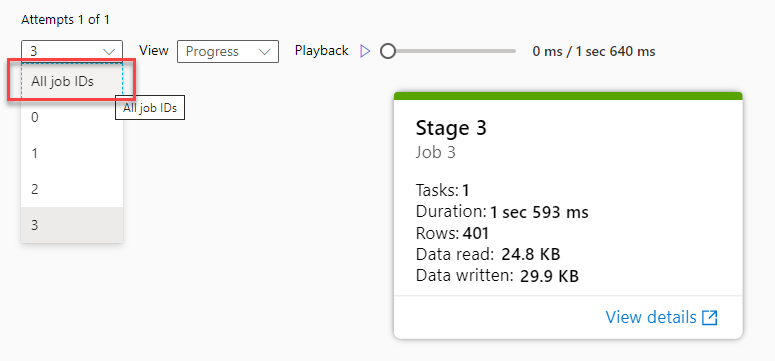 Attempts 1 of 1
3 View Progress Playback 0 ms / 1 sec 640 ms
All job IDs
All job IDs
0
1
2
3
Stage 3
Job 3
Tasks: 1
Duration: 1 sec 593 ms
Rows: 401
Data read: 24.8 KB
Data written: 29.9 KB
View details